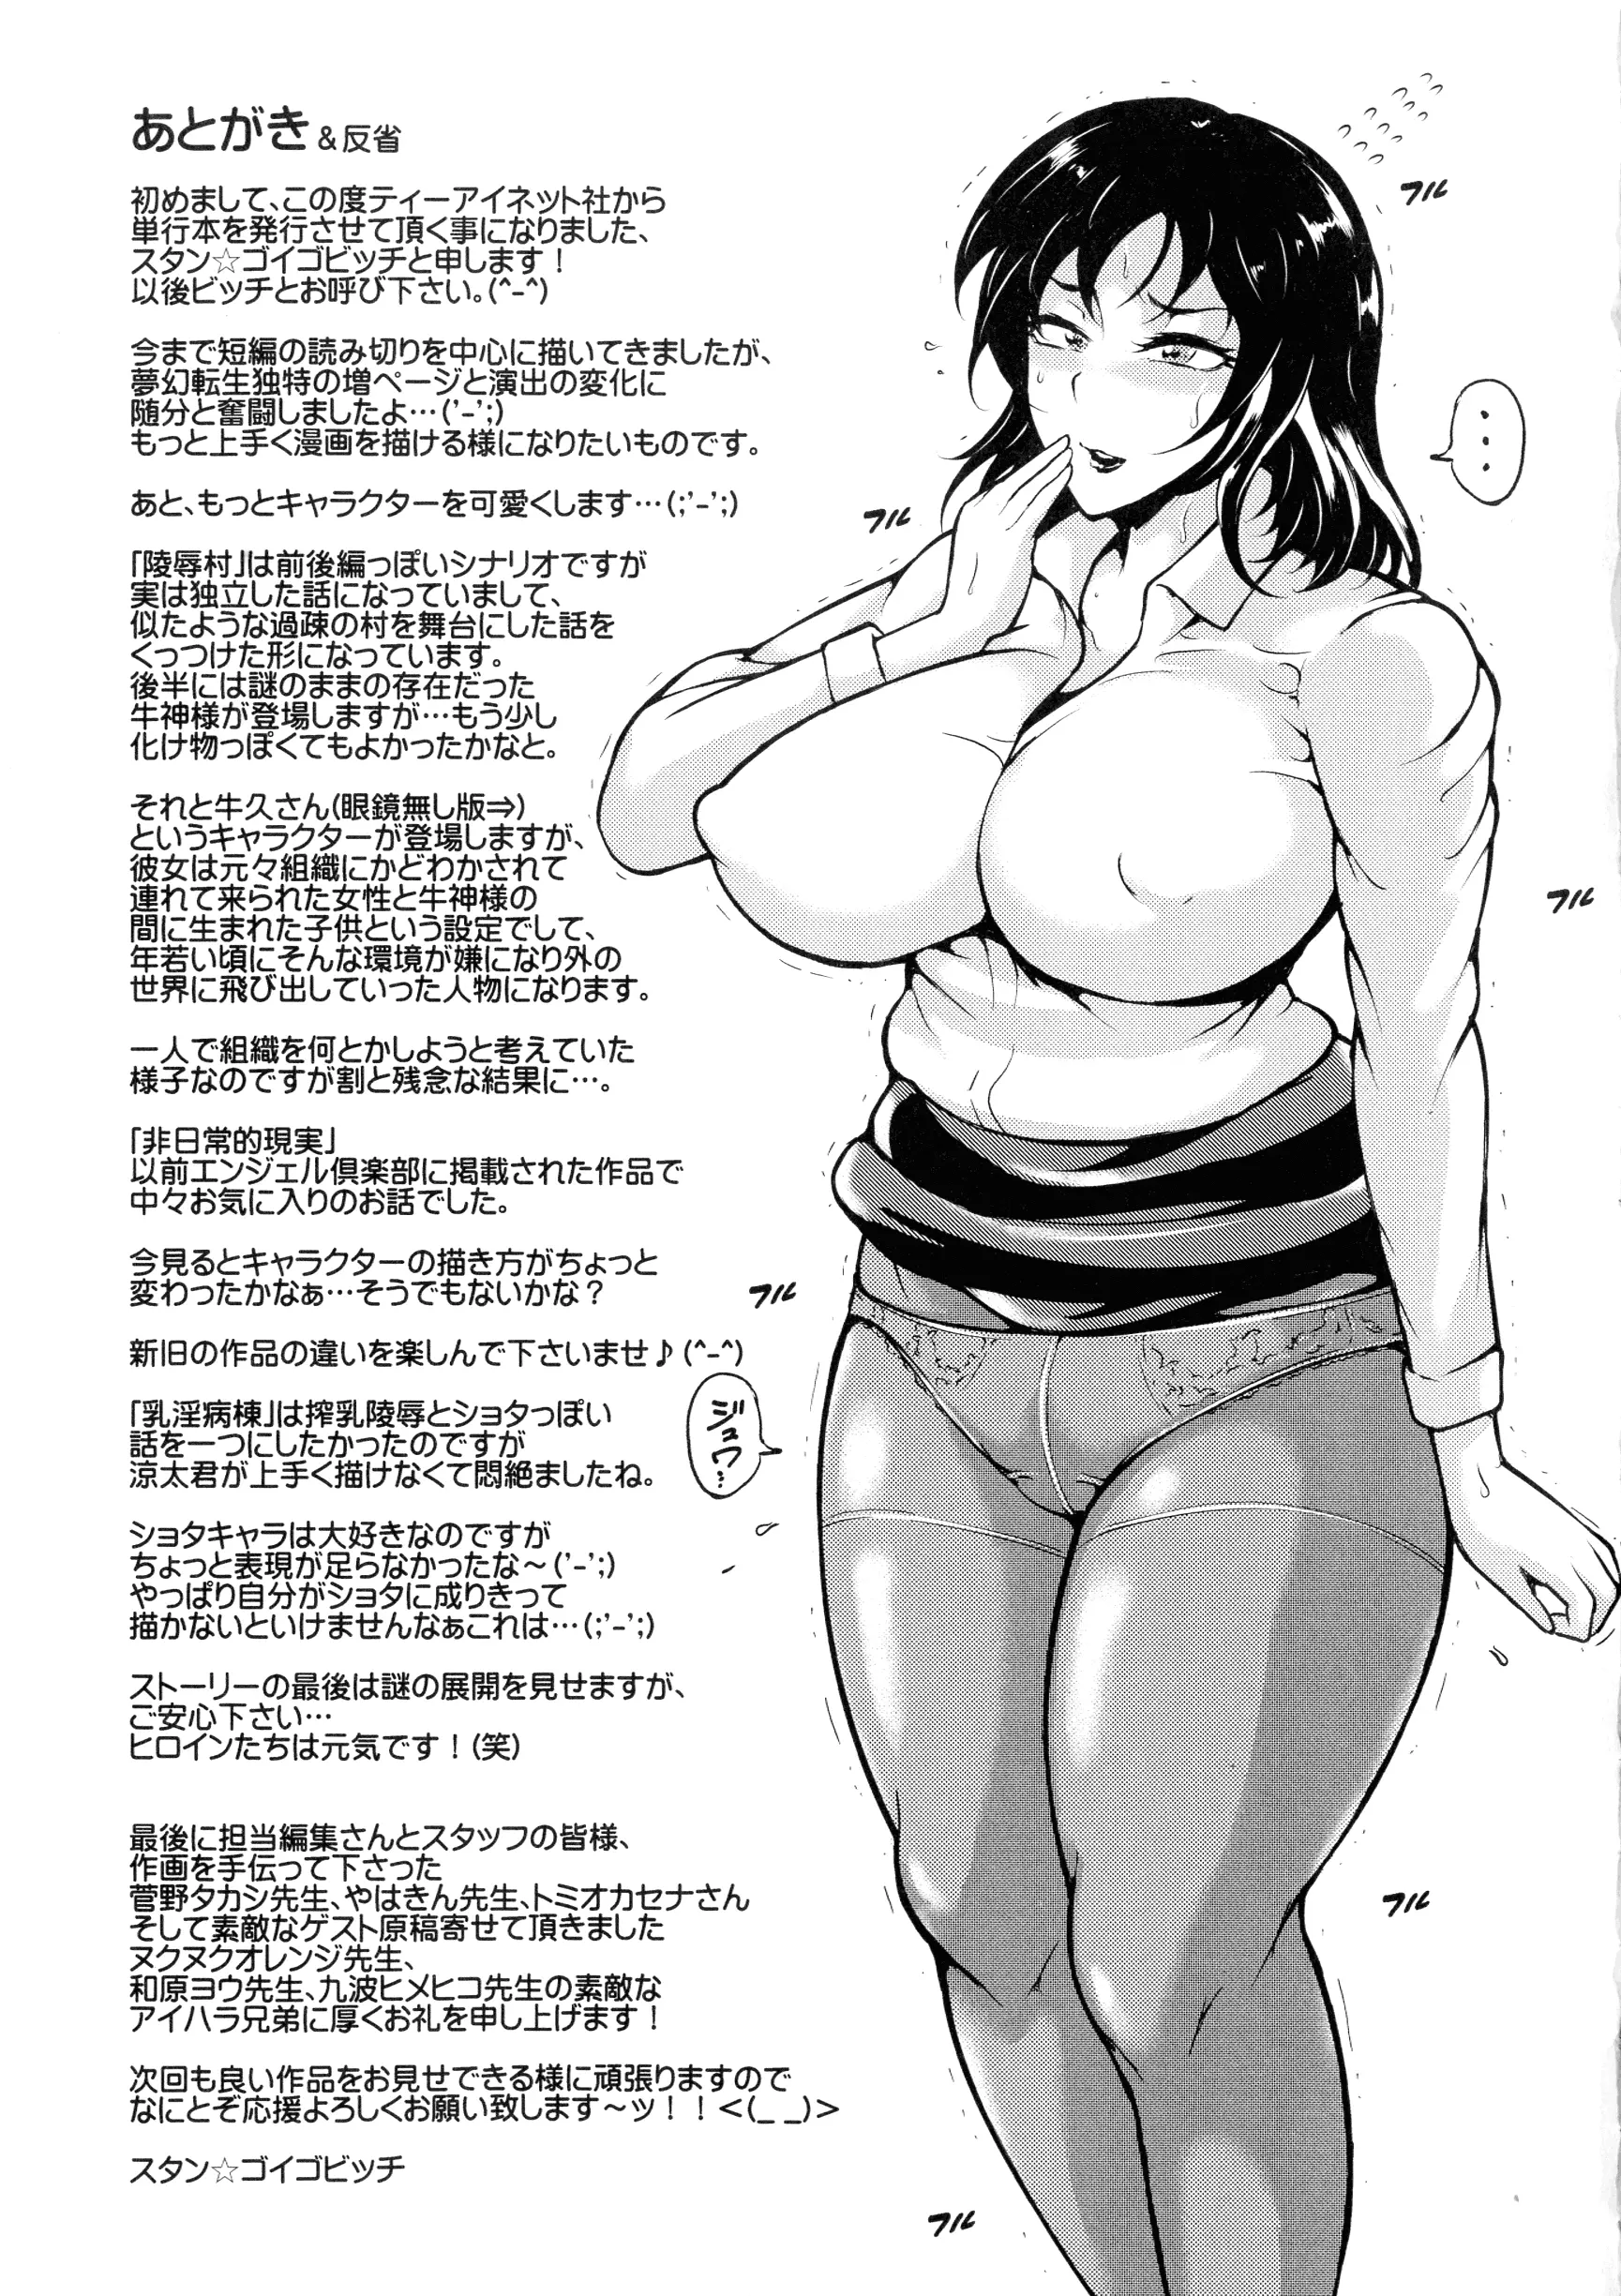 あとがき&反省
初めまして、この度ティーアイネット社から
単行本を発行させて頂く事になりました、
スタン☆ゴイゴビッチと申します！
以後ビッチとお呼び下さい。(^-^)
今まで短編の読み切りを中心に描いてきましたが、
夢幻転生独特の増ページと演出の変化に
随分と奮闘しましたよ…('-';)
もっと上手く漫画を描ける様になりたいものです。
あと、もっとキャラクターを可愛くします…(;'-';)
「陵辱村」は前後編っぽいシナリオですが
実は独立した話になっていまして、
似たような過疎の村を舞台にした話を
くっつけた形になっています。
後半には謎のままの存在だった
牛神様が登場しますが…もう少し
化け物っぽくてもよかったかなと。
それと牛久さん(眼鏡無し版⇒)
というキャラクターが登場しますが、
彼女は元々組織にかどわかされて
連れて来られた女性と牛神様の
間に生まれた子供という設定でして、
年若い頃にそんな環境が嫌になり外の
世界に飛び出していった人物になります。
一人で組織を何とかしようと考えていた
様子なのですが割と残念な結果に…。
「非日常的現実」
以前エンジェル倶楽部に掲載された作品で
中々お気に入りのお話でした。
今見るとキャラクターの描き方がちょっと
変わったかなぁ…そうでもないかな？
新旧の作品の違いを楽しんで下さいませ♪(^-^)
「乳淫病棟」は搾乳陵辱とショタっぽい
話を一つにしたかったのですが
涼太君が上手く描けなくて悶絶ましたね。
ショタキャラは大好きなのですが
ちょっと表現が足らなかったな～('-';)
やっぱり自分がショタに成りきって
描かないといけませんなぁこれは…(;'-';)
ストーリーの最後は謎の展開を見せますが、
ご安心下さい…
ヒロインたちは元気です！(笑)
最後に担当編集さんとスタッフの皆様、
作画を手伝って下さった
菅野タカシ先生、やはきん先生、トミオカセナさん
そして素敵なゲスト原稿寄せて頂きました
ヌクヌクオレンジ先生、
和原ヨウ先生、九波ヒメヒコ先生の素敵な
アイハラ兄弟に厚くお礼を申し上げます！
次回も良い作品をお見せできる様に頑張りますので
なにとぞ応援よろしくお願い致します～ッ！！<(_ _)>
スタン☆ゴイゴビッチ
フルル
…
フルル
フルル
フルル
ジュワ…
フルル
フルル